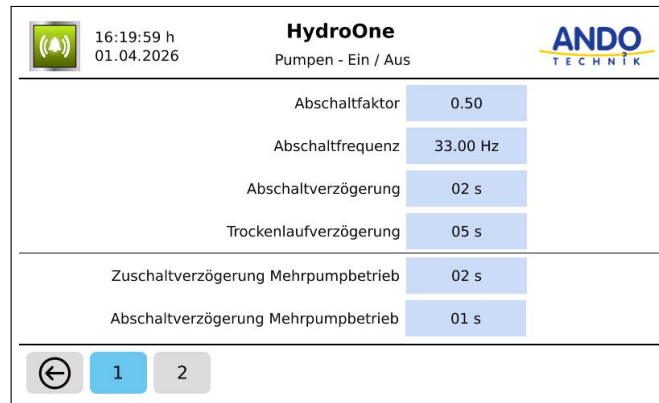 16:19:59 h
01.04.2026
HydroOne
Pumpen - Ein / Aus
ANDO
TECHNIK
Abschaltfaktor 0.50
Abschaltfrequenz 33.00 Hz
Abschaltverzögerung 02 s
Trockenlaufverzögerung 05 s
Zuschaltverzögerung Mehrpumpbetrieb 02 s
Abschaltverzögerung Mehrpumpbetrieb 01 s
1 2